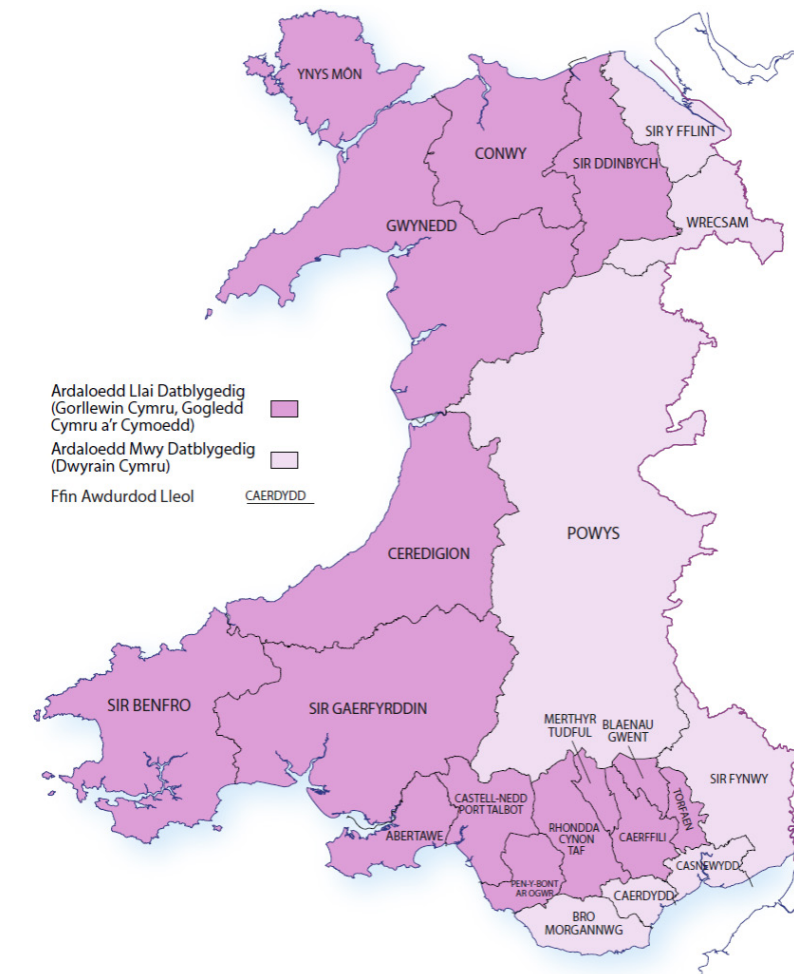 YNYS MÔN
SIR Y FFLINT
CONWY
SIR DDINBYCH
WRECSAM
GWYNEDD
Ardaloedd Llai Datblygedig
(Gorllewin Cymru, Gogledd
Cymru a'r Cymoedd)
Ardaloedd Mwy Datblygedig
(Dwyrain Cymru)
Ffin Awdurdod Lleol
CAERDYDD
POWYS
CEREDIGION
SIR BENFRO
SIR GAERFYRDDIN
MERTHYR
TUDFUL
BLAENAU
GWENT
SIR FYNWY
CASTELL-NEDD
PORT TALBOT
TORFAEN
ABERTAWE
RHONDDA
CYNON
TAF
CAERFFILI
CASNEWYDD
PEN-Y-BONT
AR OGWR
CAERDYDD
BRO
MORGANNWG